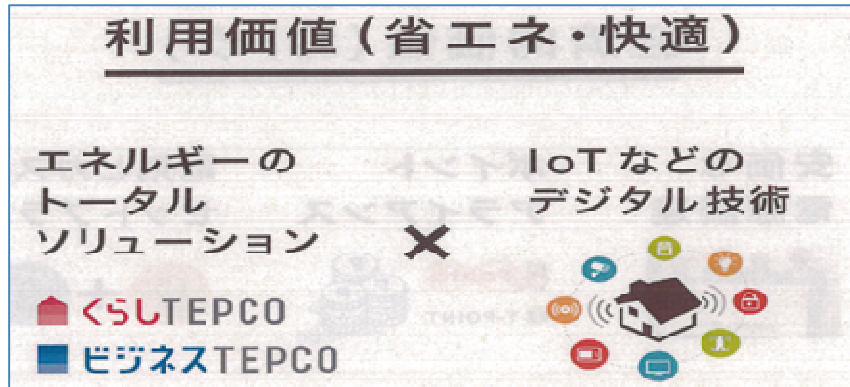 利用価値(省エネ・快適)
エネルギーの
トータル
ソリューション
×
IoTなどの
デジタル技術
くらしTEPCO
ビジネスTEPCO